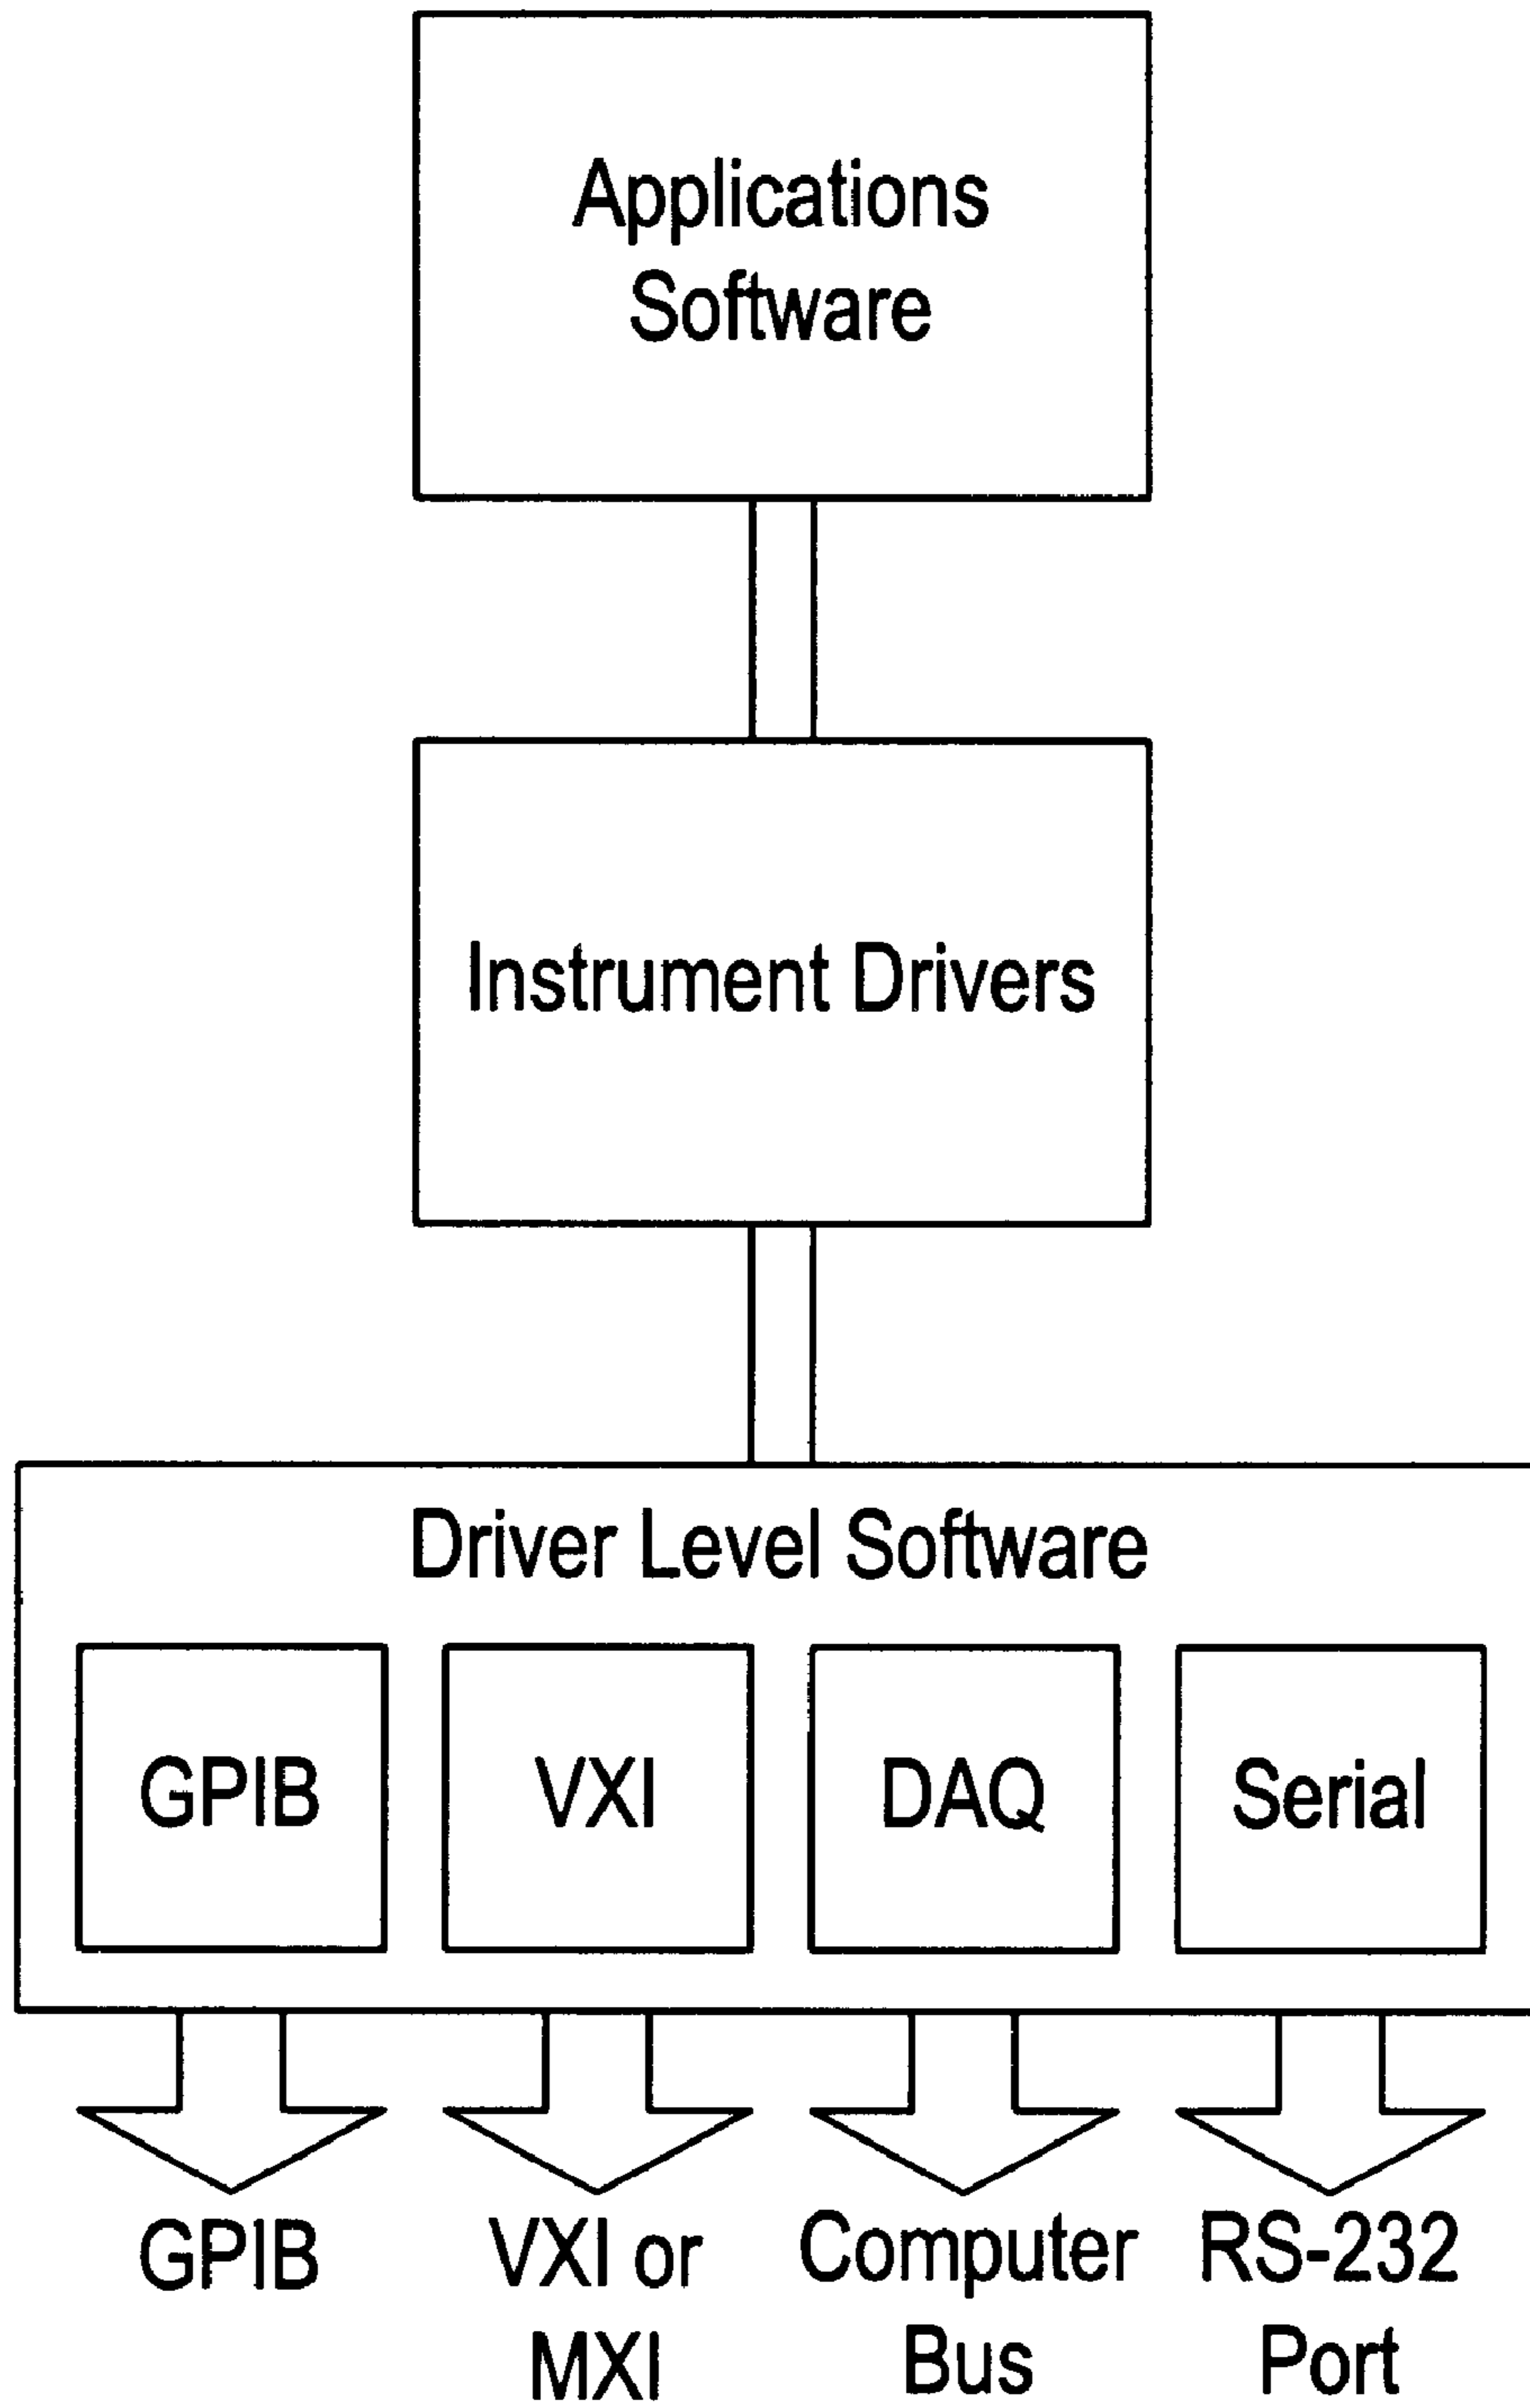 Applications
Software
Instrument Drivers
Driver Level Software
GPIB
VXI
DAQ
Serial
GPIB
VXI or
MXI
Computer
Bus
RS-232
Port